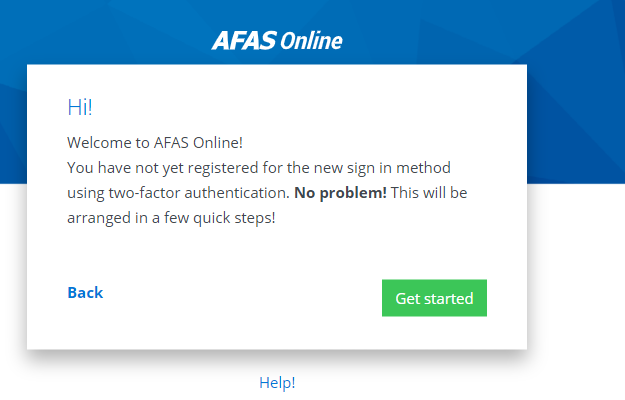 AFAS Online
Hi!
Welcome to AFAS Online!
You have not yet registered for the new sign in method
using two-factor authentication. No problem! This will be
arranged in a few quick steps!
Back
Get started
Help!